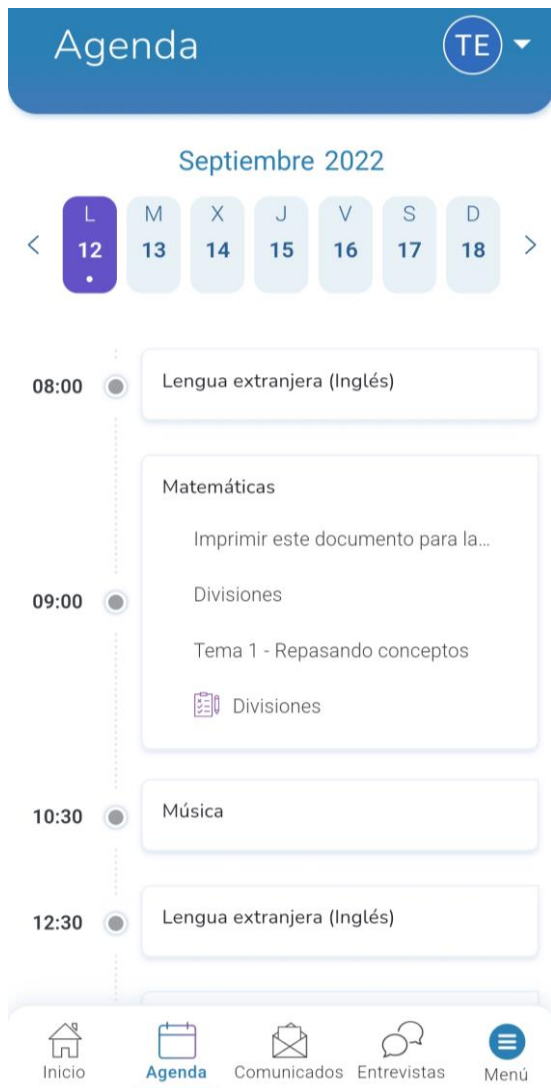 Agenda
TE
Septiembre 2022
L M X J V S D
12 13 14 15 16 17 18
08:00 Lengua extranjera (Inglés)
Matemáticas
Imprimir este documento para la...
09:00 Divisiones
Tema 1 - Repasando conceptos
Divisiones
10:30 Música
12:30 Lengua extranjera (Inglés)
Inicio Agenda Comunicados Entrevistas Menú